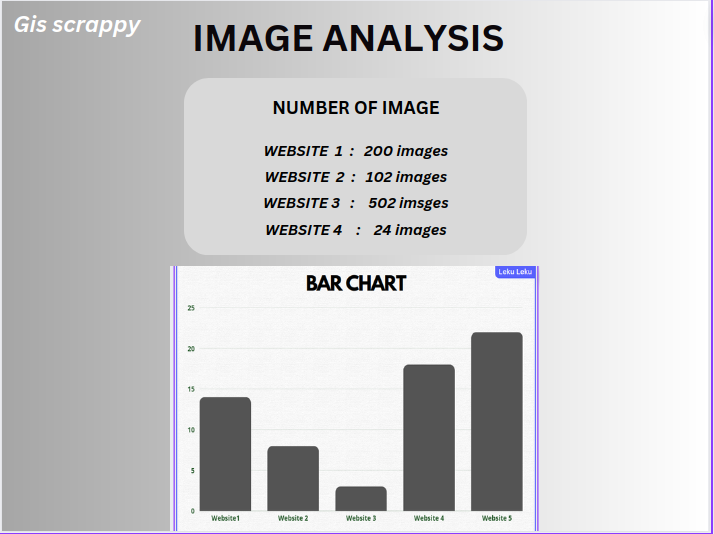 Gis scrappy
IMAGE ANALYSIS
NUMBER OF IMAGE
WEBSITE 1 : 200 images
WEBSITE 2 : 102 images
WEBSITE 3 : 502 imsges
WEBSITE 4 : 24 images
Leku Leku
BAR CHART
25
20
15
10
5
0
Website1 Website 2 Website 3 Website 4 Website 5